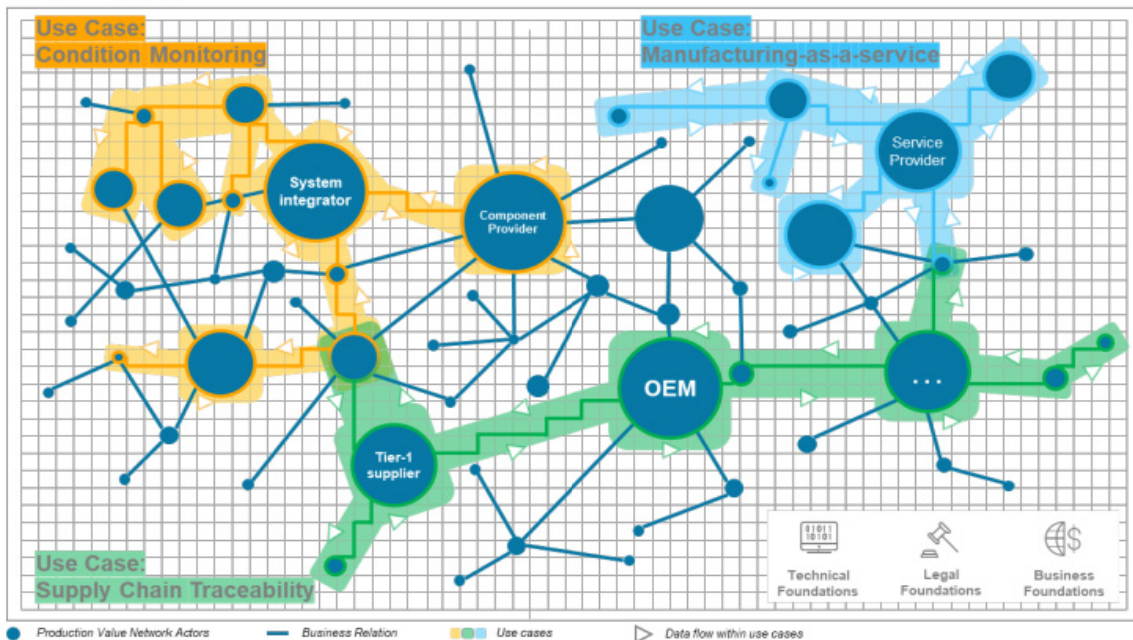 Use Case:
Condition Monitoring
Use Case:
Manufacturing-as-a-service
System
integrator
Component
Provider
Service
Provider
OEM
...
Tier-1
supplier
Use Case:
Supply Chain Traceability
01011
10101
$
Technical
Foundations
Legal
Foundations
Business
Foundations
Production Value Network Actors
Business Relation
Use cases
Data flow within use cases